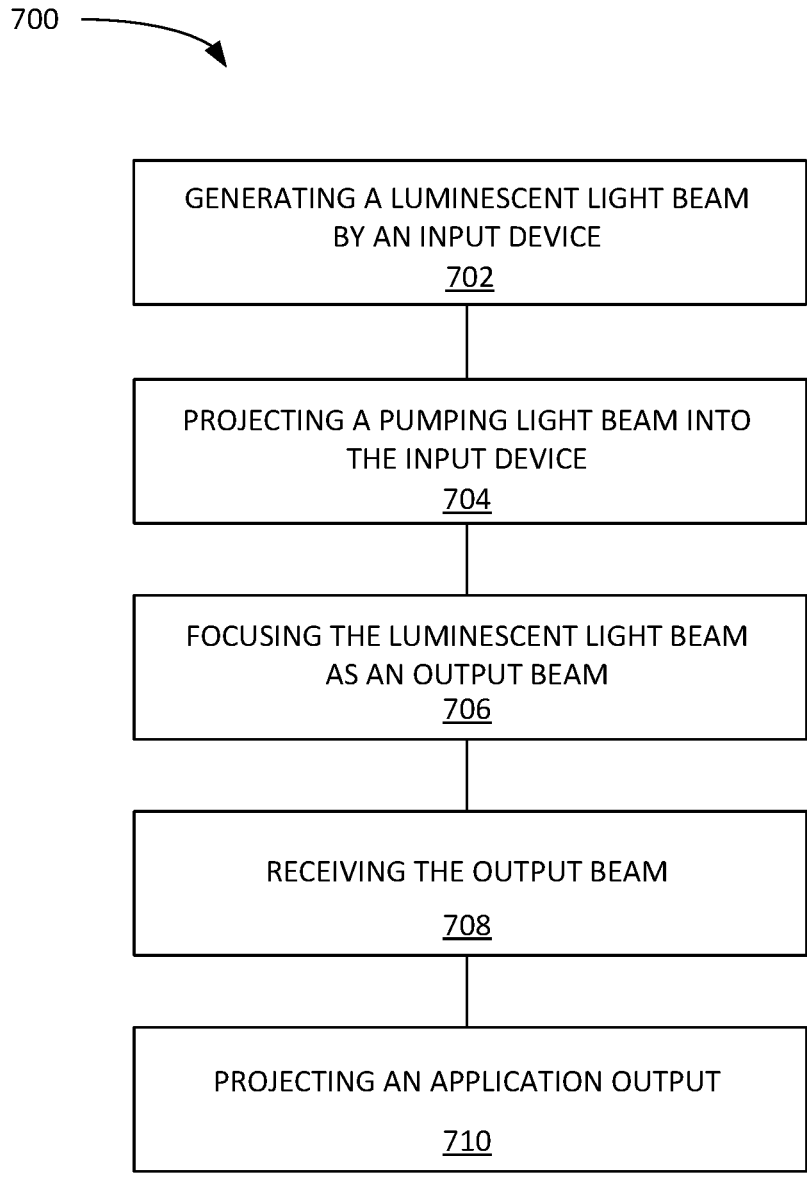 700
GENERATING A LUMINESCENT LIGHT BEAM
BY AN INPUT DEVICE
702
PROJECTING A PUMPING LIGHT BEAM INTO
THE INPUT DEVICE
704
FOCUSING THE LUMINESCENT LIGHT BEAM
AS AN OUTPUT BEAM
706
RECEIVING THE OUTPUT BEAM
708
PROJECTING AN APPLICATION OUTPUT
710